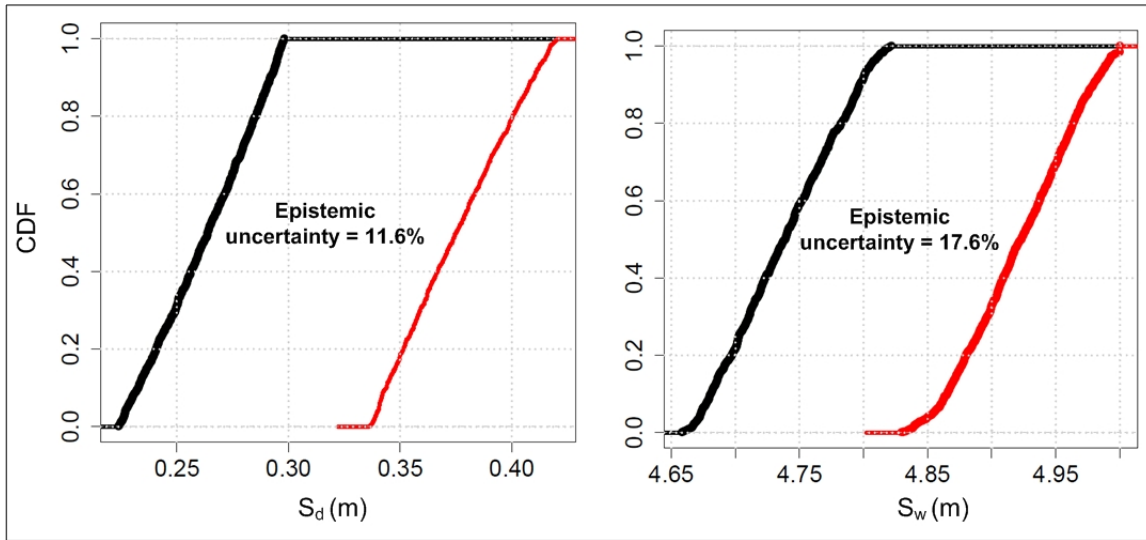 CDF
1.0
0.8
0.6
0.4
0.2
0.0
Epistemic
uncertainty = 11.6%
0.25 0.30 0.35 0.40
S_d (m)
1.0
0.8
0.6
0.4
0.2
0.0
Epistemic
uncertainty = 17.6%
4.65 4.75 4.85 4.95
S_w (m)